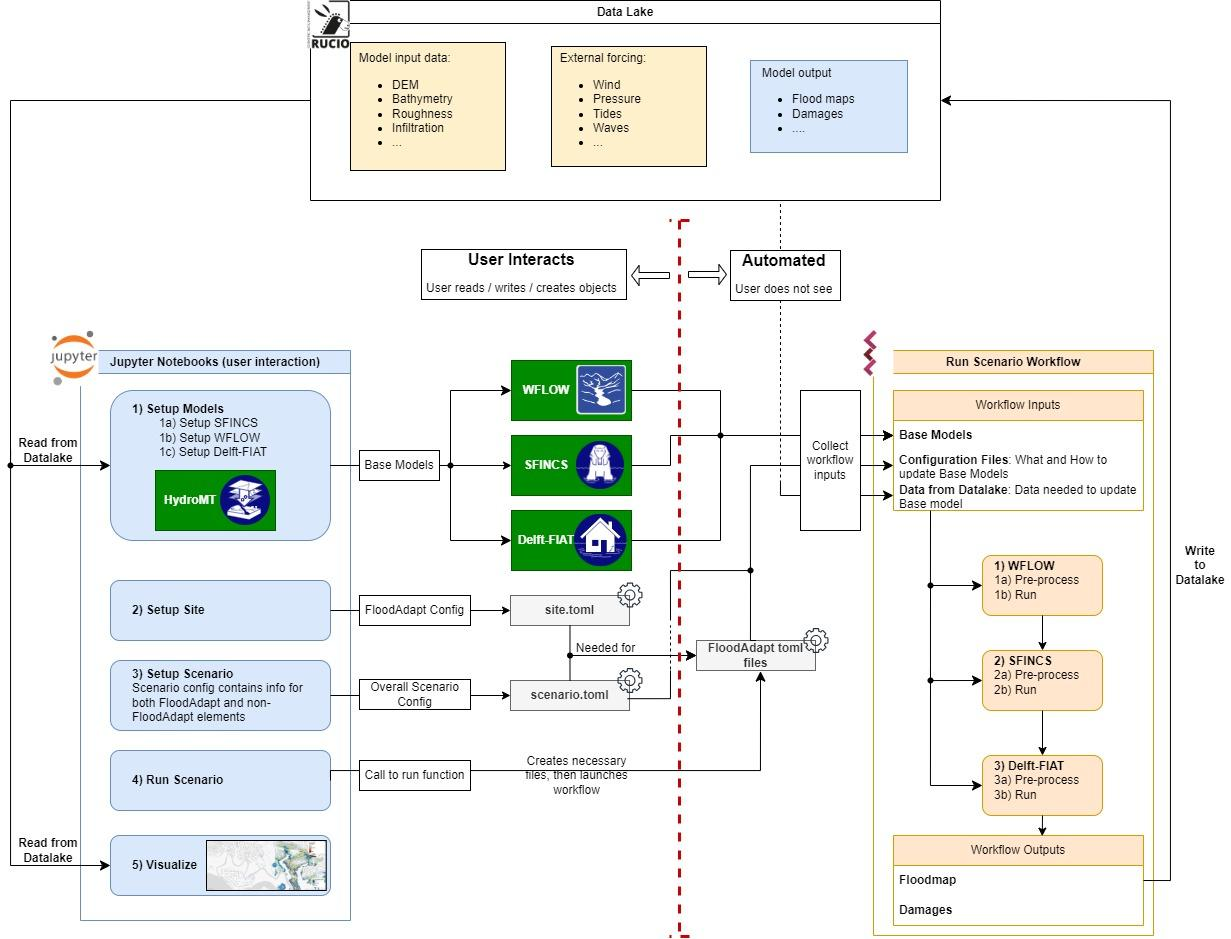 Data Lake
RUCIO
Model input data:
• DEM
• Bathymetry
• Roughness
• Infiltration
• ...
External forcing:
• Wind
• Pressure
• Tides
• Waves
• ...
Model output
• Flood maps
• Damages
• ....
User Interacts
User reads / writes / creates objects
Automated
User does not see
jupyter
Jupyter Notebooks (user interaction)
Read from
Datalake
1) Setup Models
1a) Setup SFINCS
1b) Setup WFLOW
1c) Setup Delft-FIAT
HydroMT
Base Models
WFLOW
SFINCS
Delft-FIAT
2) Setup Site
FloodAdapt Config
site.toml
Needed for
3) Setup Scenario
Scenario config contains info for
both FloodAdapt and non-
FloodAdapt elements
Overall Scenario
Config
scenario.toml
FloodAdapt toml
files
4) Run Scenario
Call to run function
Creates necessary
files, then launches
workflow
Read from
Datalake
5) Visualize
Collect
workflow
inputs
Run Scenario Workflow
Workflow Inputs
Base Models
Configuration Files: What and How to
update Base Models
Data from Datalake: Data needed to update
Base model
1) WFLOW
1a) Pre-process
1b) Run
2) SFINCS
2a) Pre-process
2b) Run
3) Delft-FIAT
3a) Pre-process
3b) Run
Workflow Outputs
Floodmap
Damages
Write
to
Datalake